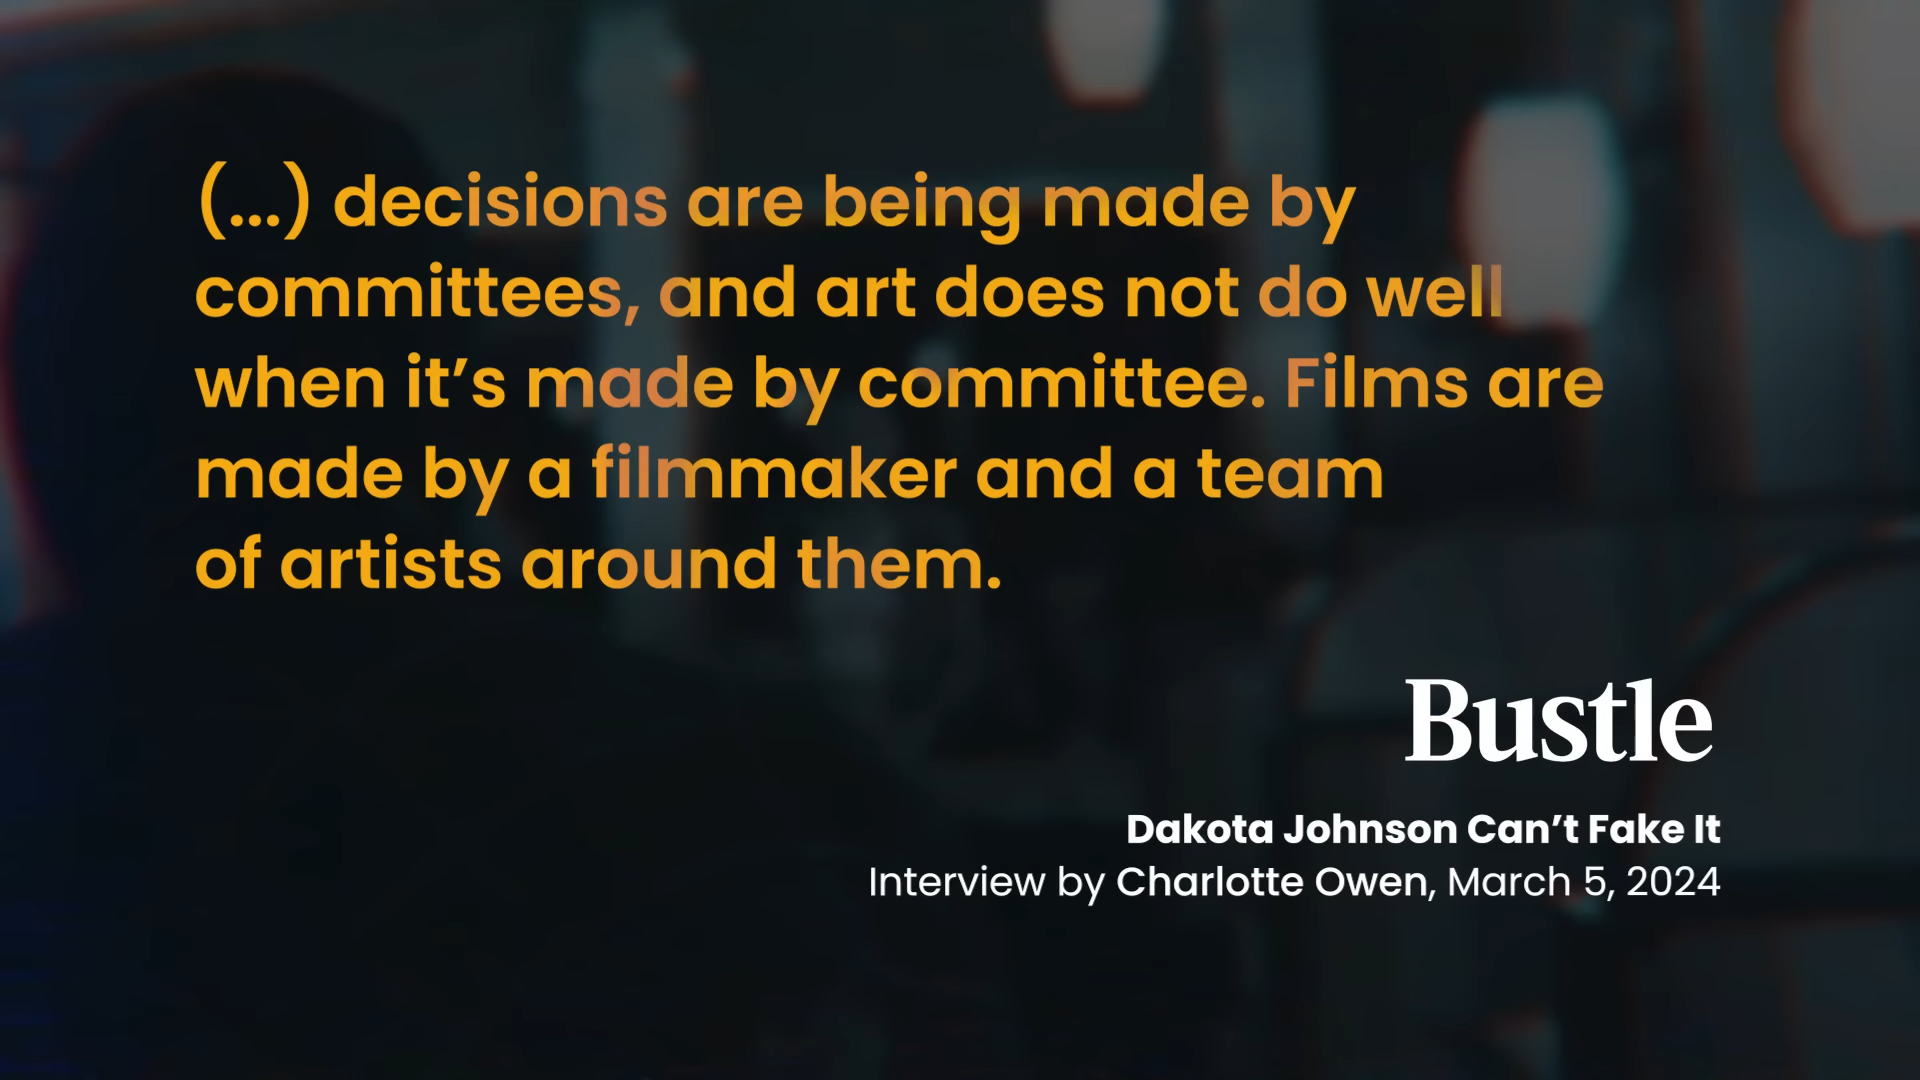 (...) decisions are being made by
committees, and art does not do well
when it’s made by committee. Films are
made by a filmmaker and a team
of artists around them.
Bustle
Dakota Johnson Can’t Fake It
Interview by Charlotte Owen, March 5, 2024